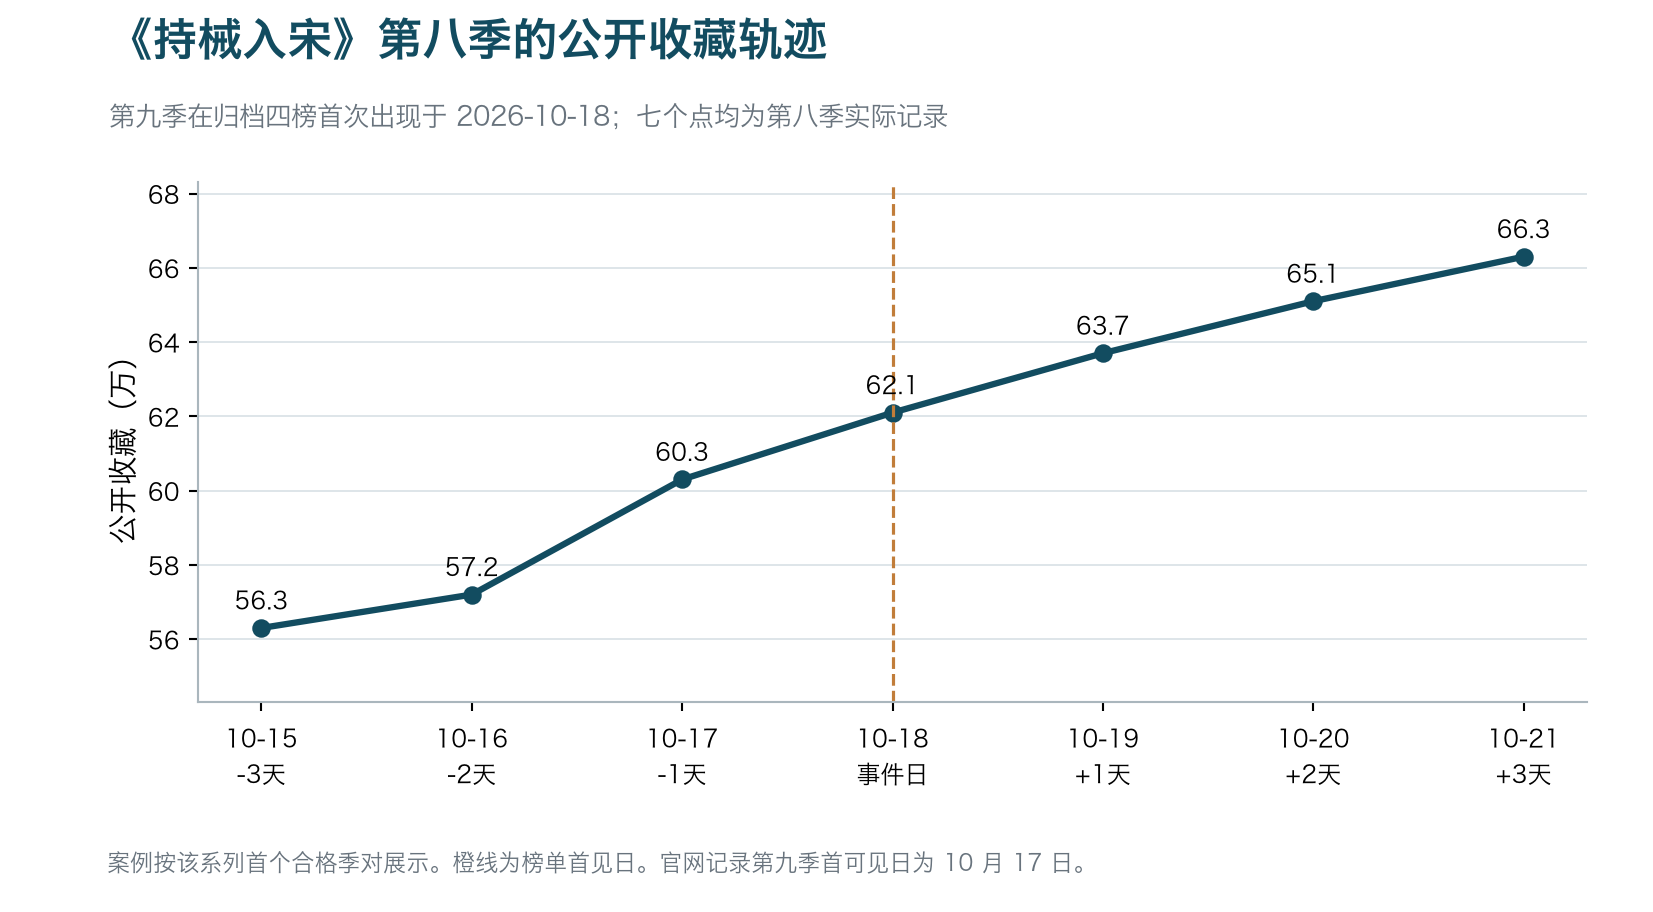 《持械入宋》第八季的公开收藏轨迹
第九季在归档四榜首次出现于 2026-10-18；七个点均为第八季实际记录
公开收藏（万）
68
66
64
62
60
58
56
56.3
57.2
60.3
62.1
63.7
65.1
66.3
10-15
-3天
10-16
-2天
10-17
-1天
10-18
事件日
10-19
+1天
10-20
+2天
10-21
+3天
案例按该系列首个合格季对展示。橙线为榜单首见日。官网记录第九季首可见日为 10 月 17 日。